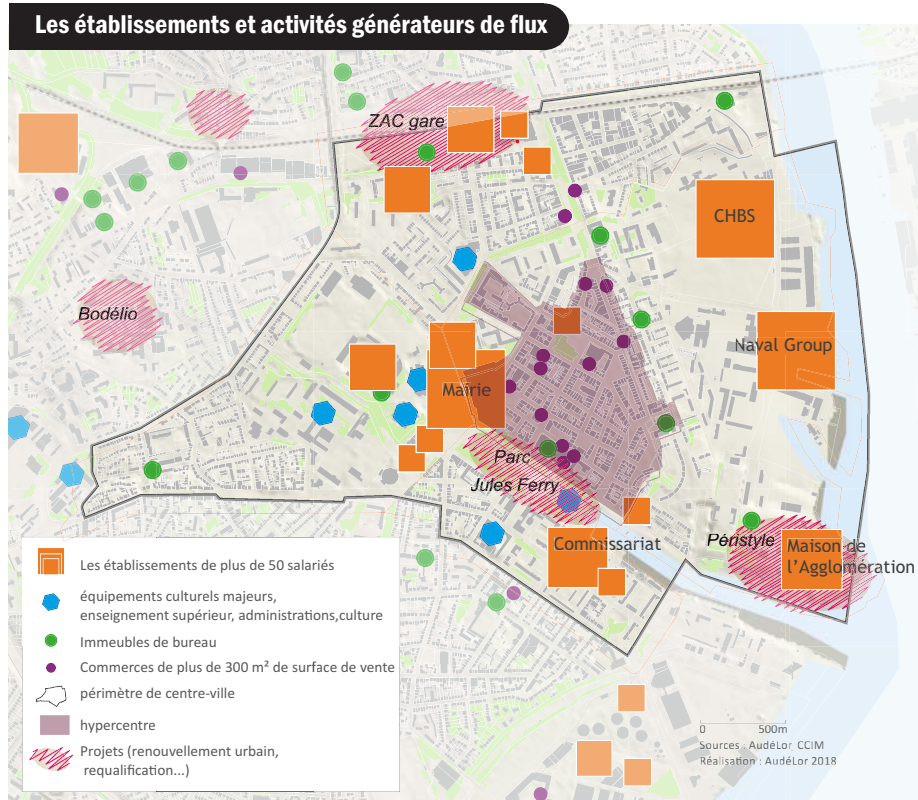 Les établissements et activités générateurs de flux
ZAC gare
CHBS
Bodélio
Naval Group
Mairie
Parc
Jules Ferry
Commissariat
Péristyle
Maison de
l'Agglomération
Les établissements de plus de 50 salariés
équipements culturels majeurs,
enseignement supérieur, administrations,culture
Immeubles de bureau
Commerces de plus de 300 m² de surface de vente
périmètre de centre-ville
hypercentre
Projets (renouvellement urbain,
requalification...)
0 500m
Sources : AudéLor, CCIM
Réalisation : AudéLor 2018